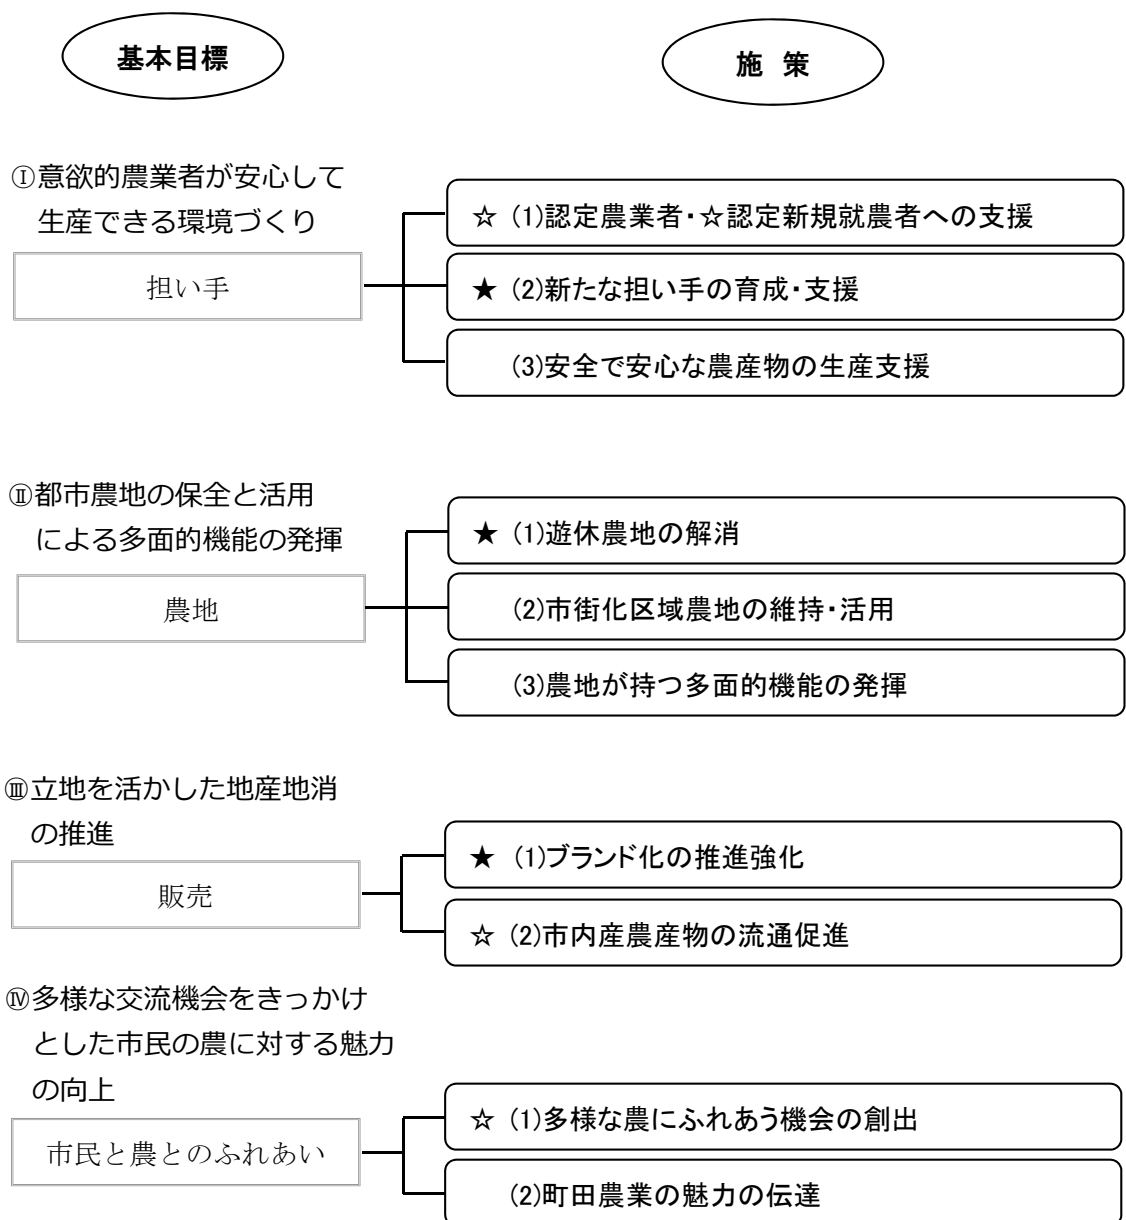 基本目標
施 策
Ⓘ意欲的農業者が安心して
生産できる環境づくり
担い手
☆ (1)認定農業者・☆認定新規就農者への支援
★ (2)新たな担い手の育成・支援
(3)安全で安心な農産物の生産支援
Ⅱ都市農地の保全と活用
による多面的機能の発揮
農地
★ (1)遊休農地の解消
(2)市街化区域農地の維持・活用
(3)農地が持つ多面的機能の発揮
Ⅲ立地を活かした地産地消
の推進
販売
★ (1)ブランド化の推進強化
☆ (2)市内産農産物の流通促進
Ⅳ多様な交流機会をきっかけ
とした市民の農に対する魅力
の向上
市民と農とのふれあい
☆ (1)多様な農にふれあう機会の創出
(2)町田農業の魅力の伝達